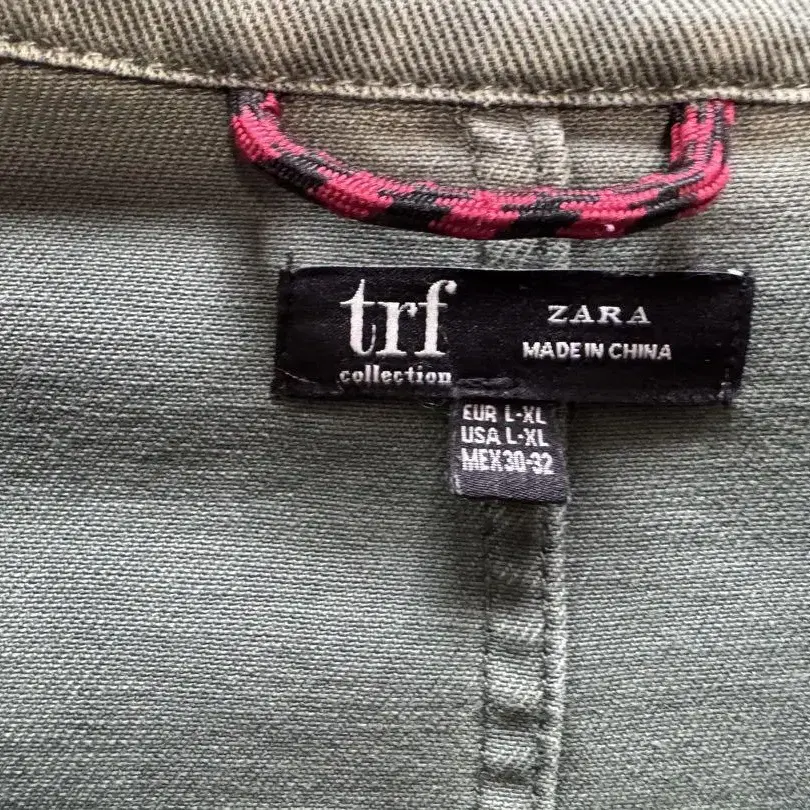 trf
collection
ZARA
MADE IN CHINA
EUR L-XL
USA L-XL
MEX 30-32